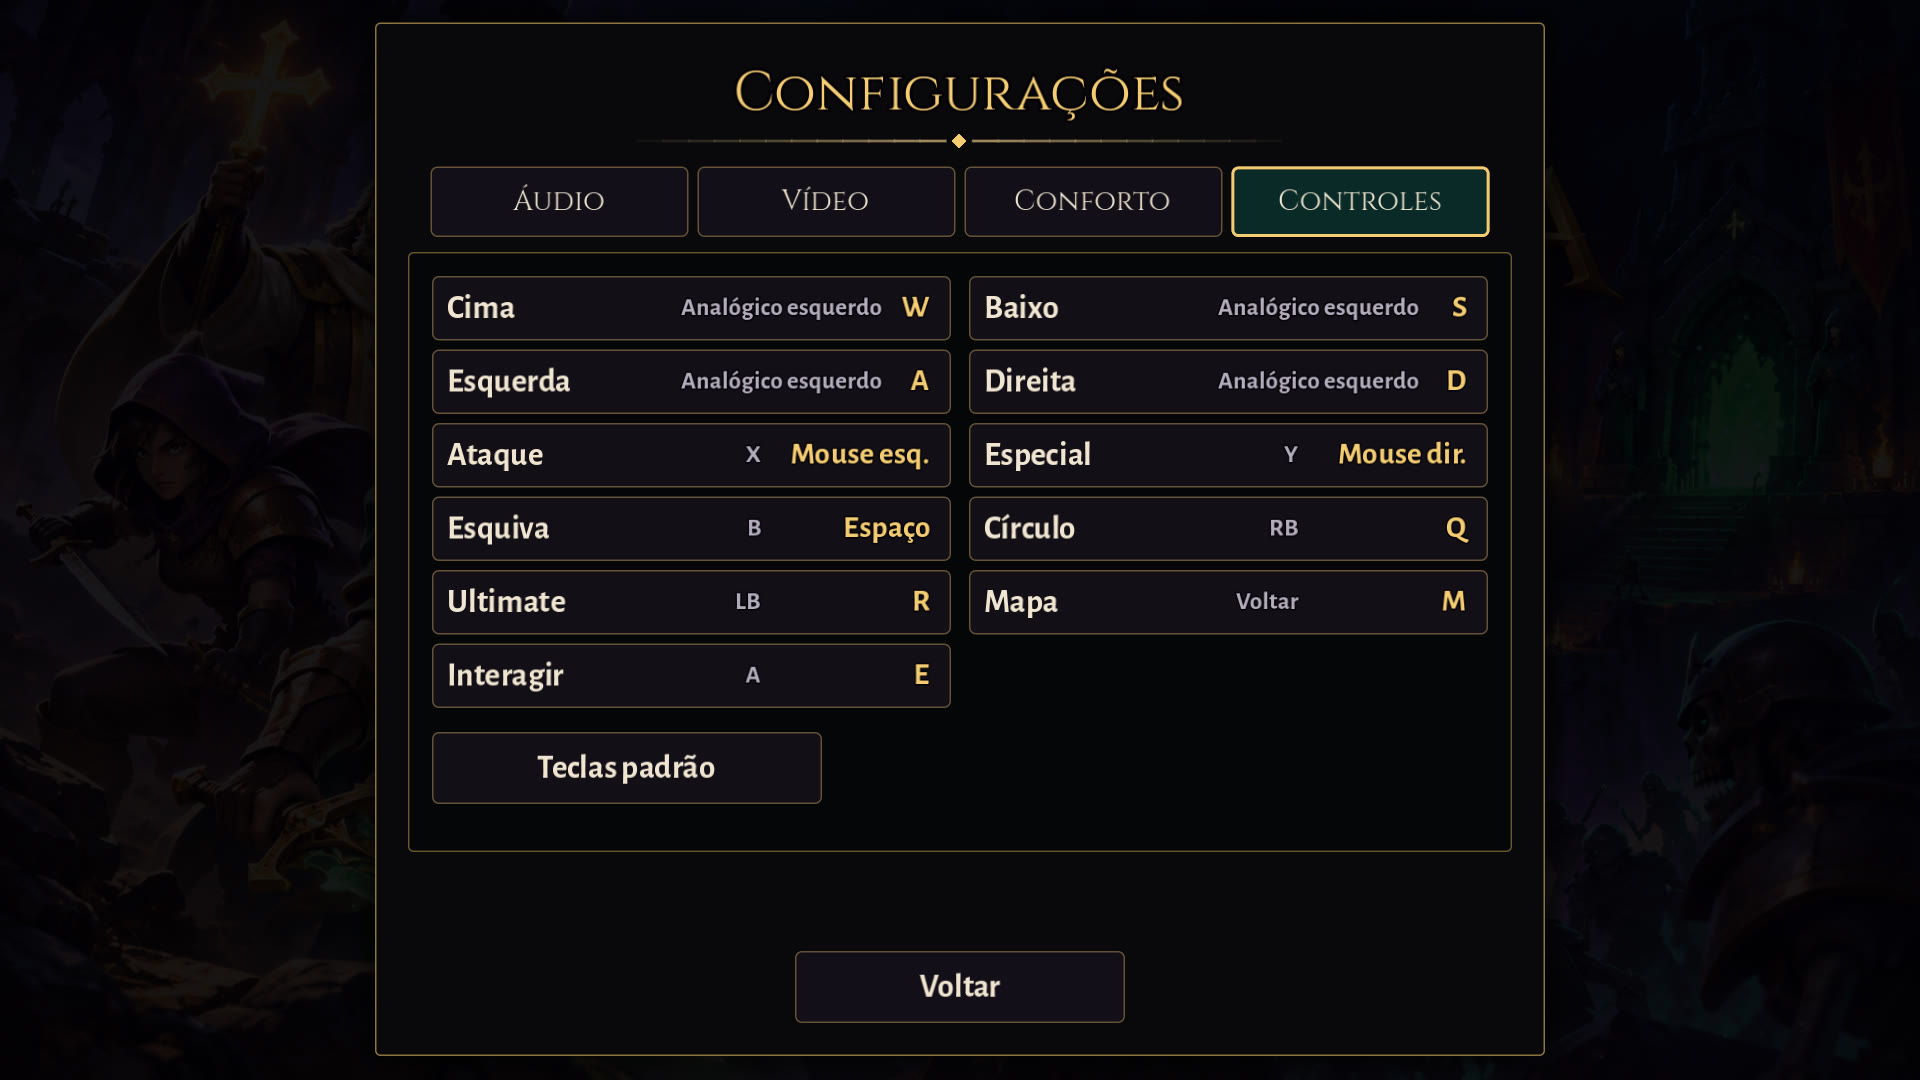 Configurações
Áudio
Vídeo
Conforto
Controles
Cima Analógico esquerdo W
Baixo Analógico esquerdo S
Esquerda Analógico esquerdo A
Direita Analógico esquerdo D
Ataque X Mouse esq.
Especial Y Mouse dir.
Esquiva B Espaço
Círculo RB Q
Ultimate LB R
Mapa Voltar M
Interagir A E
Teclas padrão
Voltar